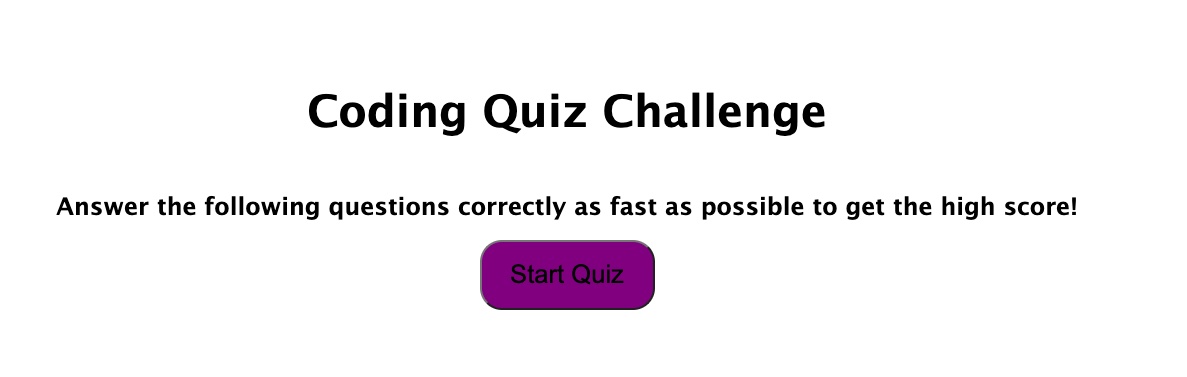 Coding Quiz Challenge
Answer the following questions correctly as fast as possible to get the high score!
Start Quiz